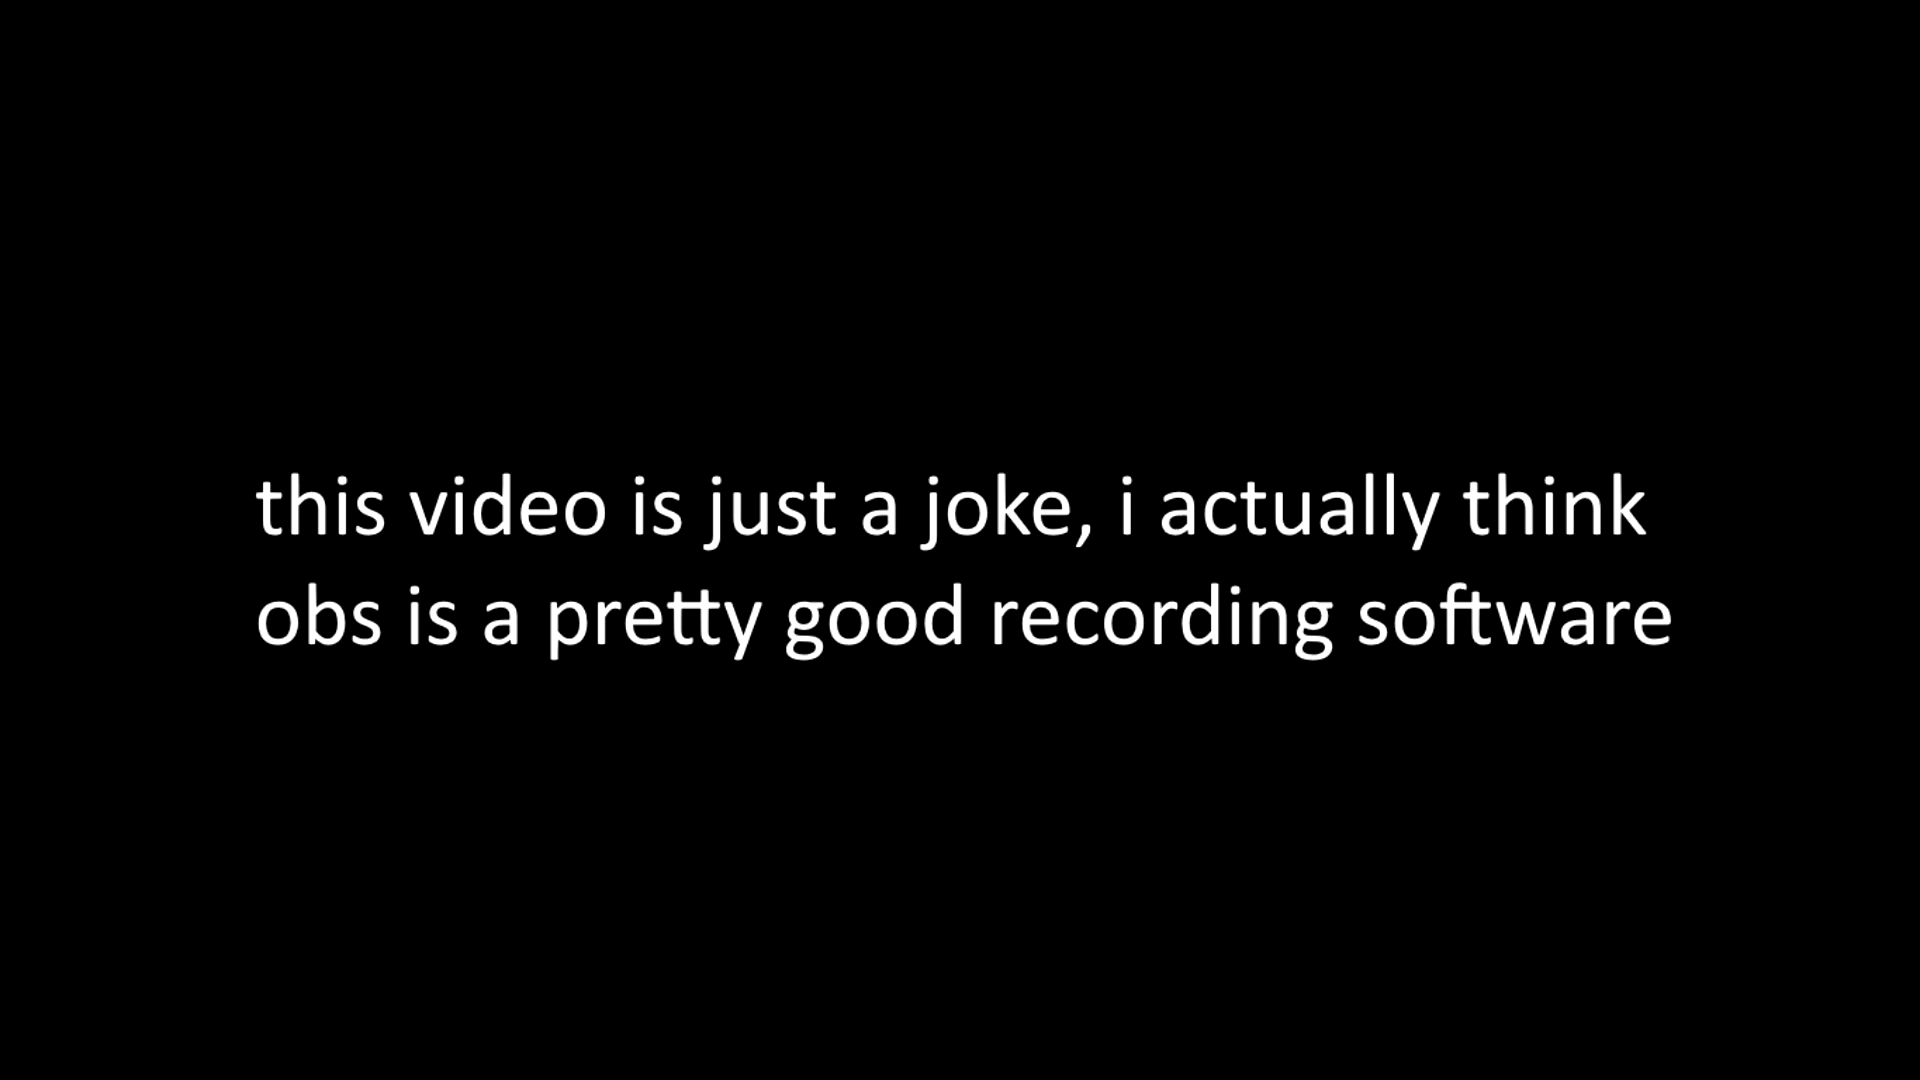 this video is just a joke, i actually think
obs is a pretty good recording software